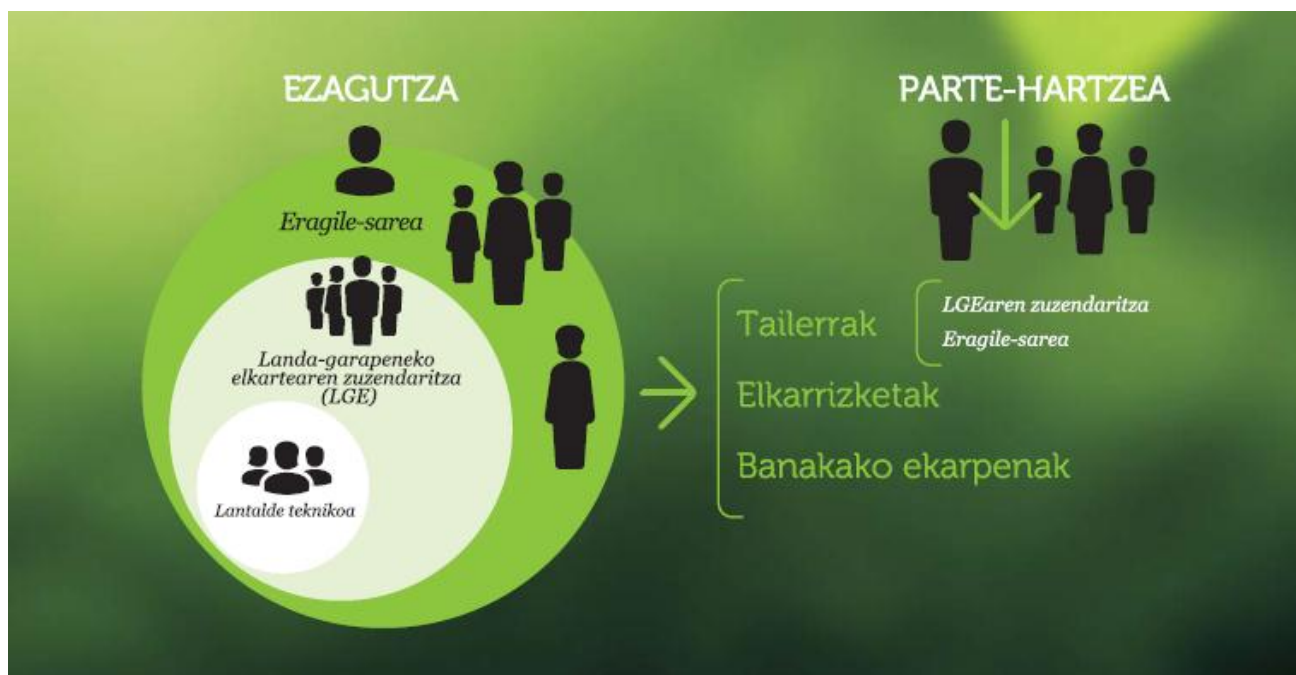 EZAGUTZA
Eragile-sarea
Landa-garapeneko
elkartearen zuzendaritza
(LGE)
Lantalde teknikoa
PARTE-HARTZEA
Tailerrak
LGEaren zuzendaritza
Eragile-sarea
Elkarrizketak
Banakako ekarpenak